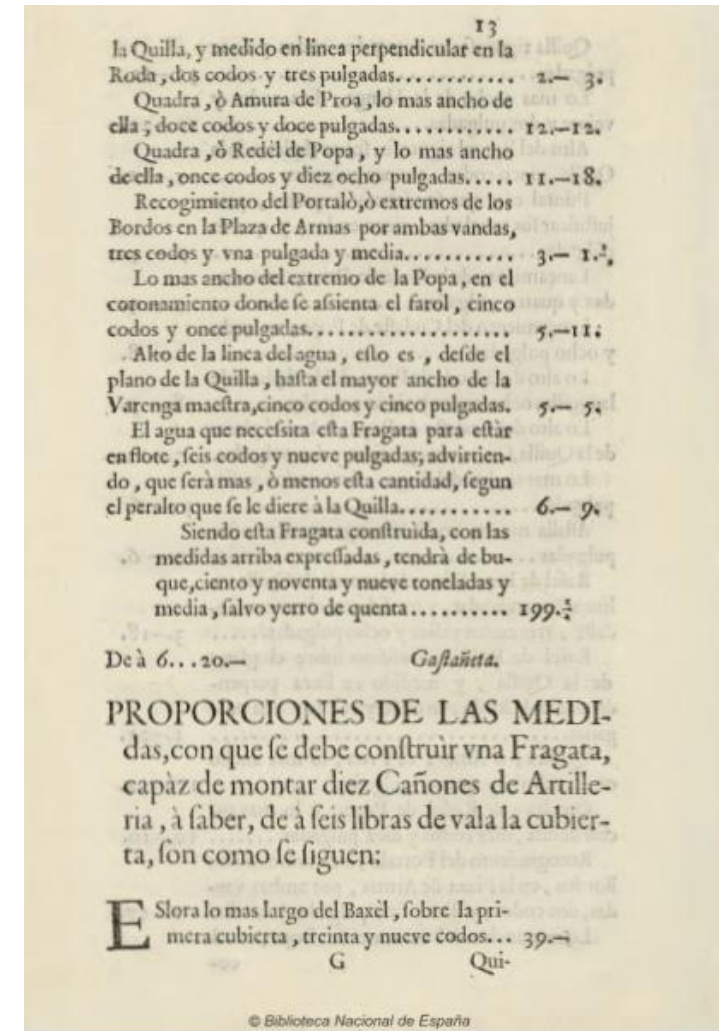 13
la Quilla, y medido en linea perpendicular en la
Roda, dos codos y tres pulgadas............ 2.— 3.
Quadra, ò Amura de Proa, lo mas ancho de
ella; doce codos y doce pulgadas............ 12.—12.
Quadra, ò Redèl de Popa, y lo mas ancho
de ella, once codos y diez ocho pulgadas..... 11.—18.
Recogimiento del Portalò, ò extremos de los
Bordos en la Plaza de Armas por ambas vandas,
tres codos y vna pulgada y media........... 3.— 1.½
Lo mas ancho del extremo de la Popa, en el
coronamiento donde ſe aſsienta el farol, cinco
codos y once pulgadas.................... 5.—11.
Alto de la linea del agua, eſto es, deſde el
plano de la Quilla, haſta el mayor ancho de la
Varenga maeſtra, cinco codos y cinco pulgadas. 5.— 5.
El agua que neceſsita eſta Fragata para eſtàr
en flote, ſeis codos y nueve pulgadas; advirtien-
do, que ſerà mas, ò menos eſta cantidad, ſegun
el peralto que ſe le diere à la Quilla........... 6.— 9.
Siendo eſta Fragata conſtruìda, con las
medidas arriba expreſſadas, tendrà de bu-
que, ciento y noventa y nueve toneladas y
media, ſalvo yerro de quenta.......... 199.½
De à 6...20.— Gaſtañeta.
PROPORCIONES DE LAS MEDI-
das, con que ſe debe conſtruìr vna Fragata,
capàz de montar diez Cañones de Artille-
ria, à ſaber, de à ſeis libras de vala la cubier-
ta, ſon como ſe ſiguen:
ESlora lo mas largo del Baxèl, ſobre la pri-
mera cubierta, treinta y nueve codos... 39.—
G Qui-
© Biblioteca Nacional de España